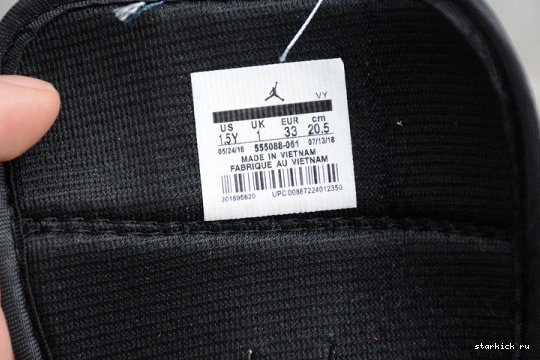 VY
US UK EUR cm
1.5Y 1 33 20.5
05/24/18 555088-061 07/13/18
MADE IN VIETNAM
FABRIQUE AU VIETNAM
201695620 UPC 00887224012350
starkick ru